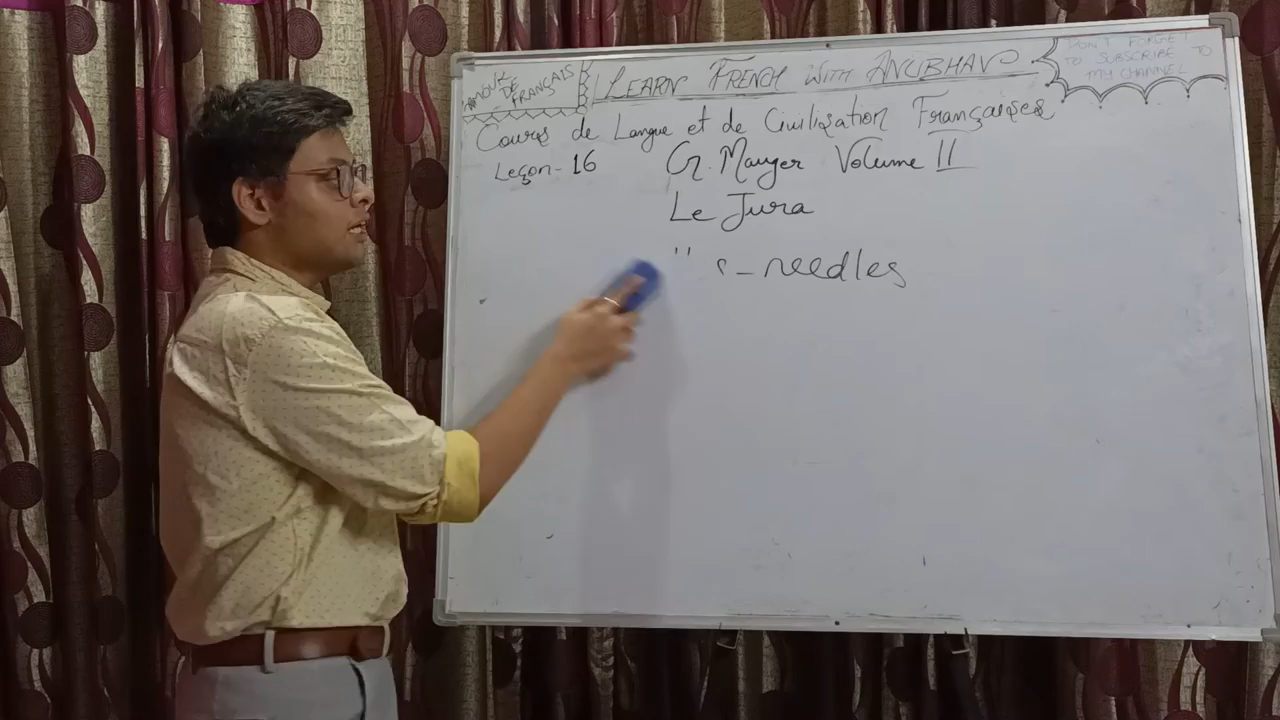 MON
DE
FRANÇAIS
LEARN FRENCH WITH ANUBHAV
DON'T FORGET
TO SUBSCRIBE TO
MY CHANNEL
Cours de Langue et de Civilisation Françaises
Leçon - 16
G. Mauger Volume II
Le Jura
- needles